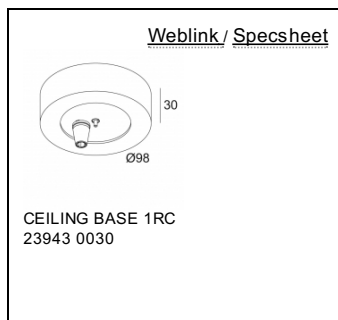 Weblink / Specsheet
30
Ø98
CEILING BASE 1RC
23943 0030